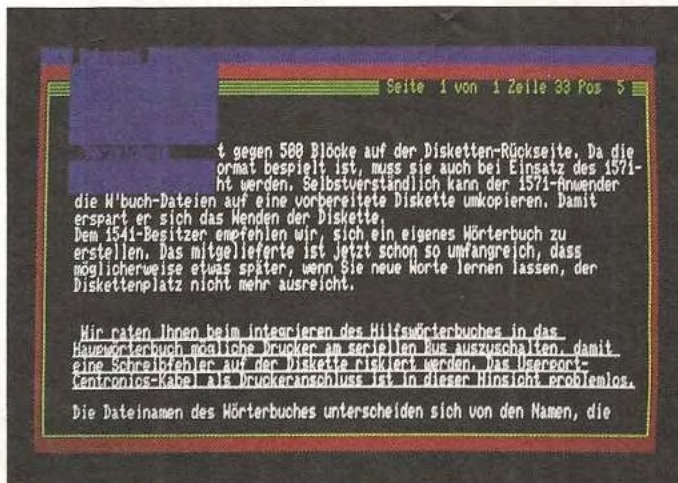 Seite 1 von 1 Zeile 33 Pos 5
t gegen 500 Blöcke auf der Disketten-Rückseite. Da die
ormat bespielt ist, muss sie auch bei Einsatz des 1571-
ht werden. Selbstverständlich kann der 1571-Anwender
die W'buch-Dateien auf eine vorbereitete Diskette umkopieren. Damit
erspart er sich das Wenden der Diskette.
Dem 1541-Besitzer empfehlen wir, sich ein eigenes Wörterbuch zu
erstellen. Das mitgelieferte ist jetzt schon so umfangreich, dass
möglicherweise etwas später, wenn Sie neue Worte lernen lassen, der
Diskettenplatz nicht mehr ausreicht.
Wir raten Ihnen beim integrieren des Hilfswörterbuches in das
Hauptwörterbuch mögliche Drucker am seriellen Bus auszuschalten, damit
eine Schreibfehler auf der Diskette riskiert werden. Das Userport-
Centronics-Kabel als Druckeranschluss ist in dieser Hinsicht problemlos.
Die Dateinamen des Wörterbuches unterscheiden sich von den Namen, die